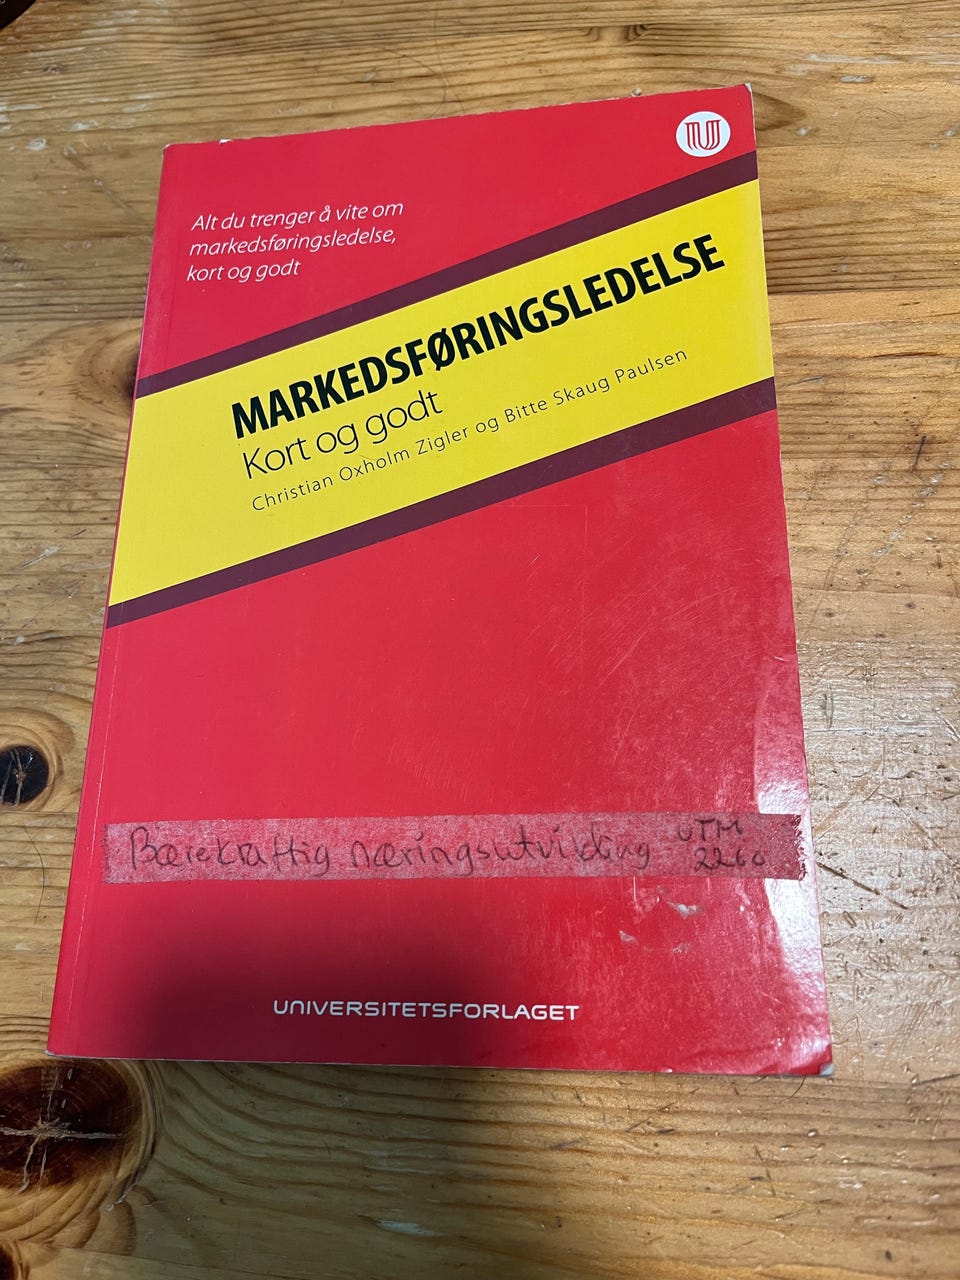 Alt du trenger å vite om
markedsføringsledelse,
kort og godt
MARKEDSFØRINGSLEDELSE
Kort og godt
Christian Oxholm Zigler og Bitte Skaug Paulsen
Bærekraftig næringsutvikling UTM
2260
UNIVERSITETSFORLAGET